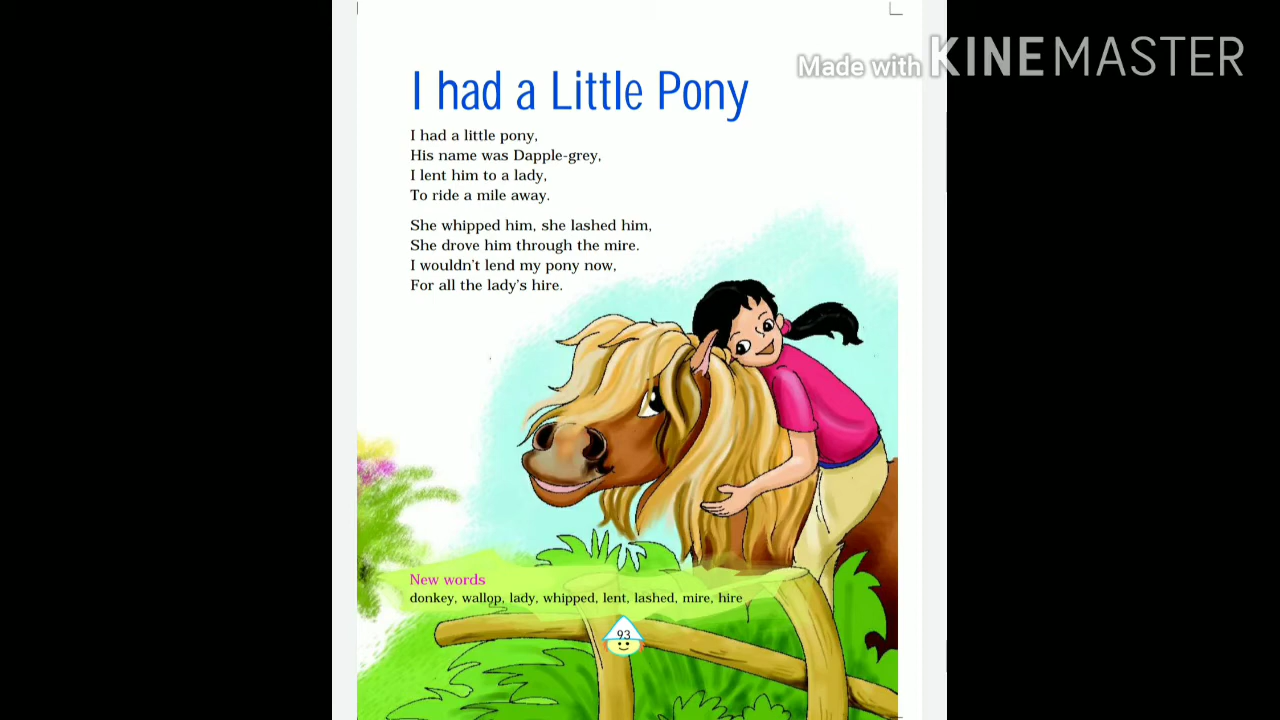 Made with KINEMASTER
I had a Little Pony
I had a little pony,
His name was Dapple-grey,
I lent him to a lady,
To ride a mile away.
She whipped him, she lashed him,
She drove him through the mire.
I wouldn't lend my pony now,
For all the lady's hire.
New words
donkey, wallop, lady, whipped, lent, lashed, mire, hire
93